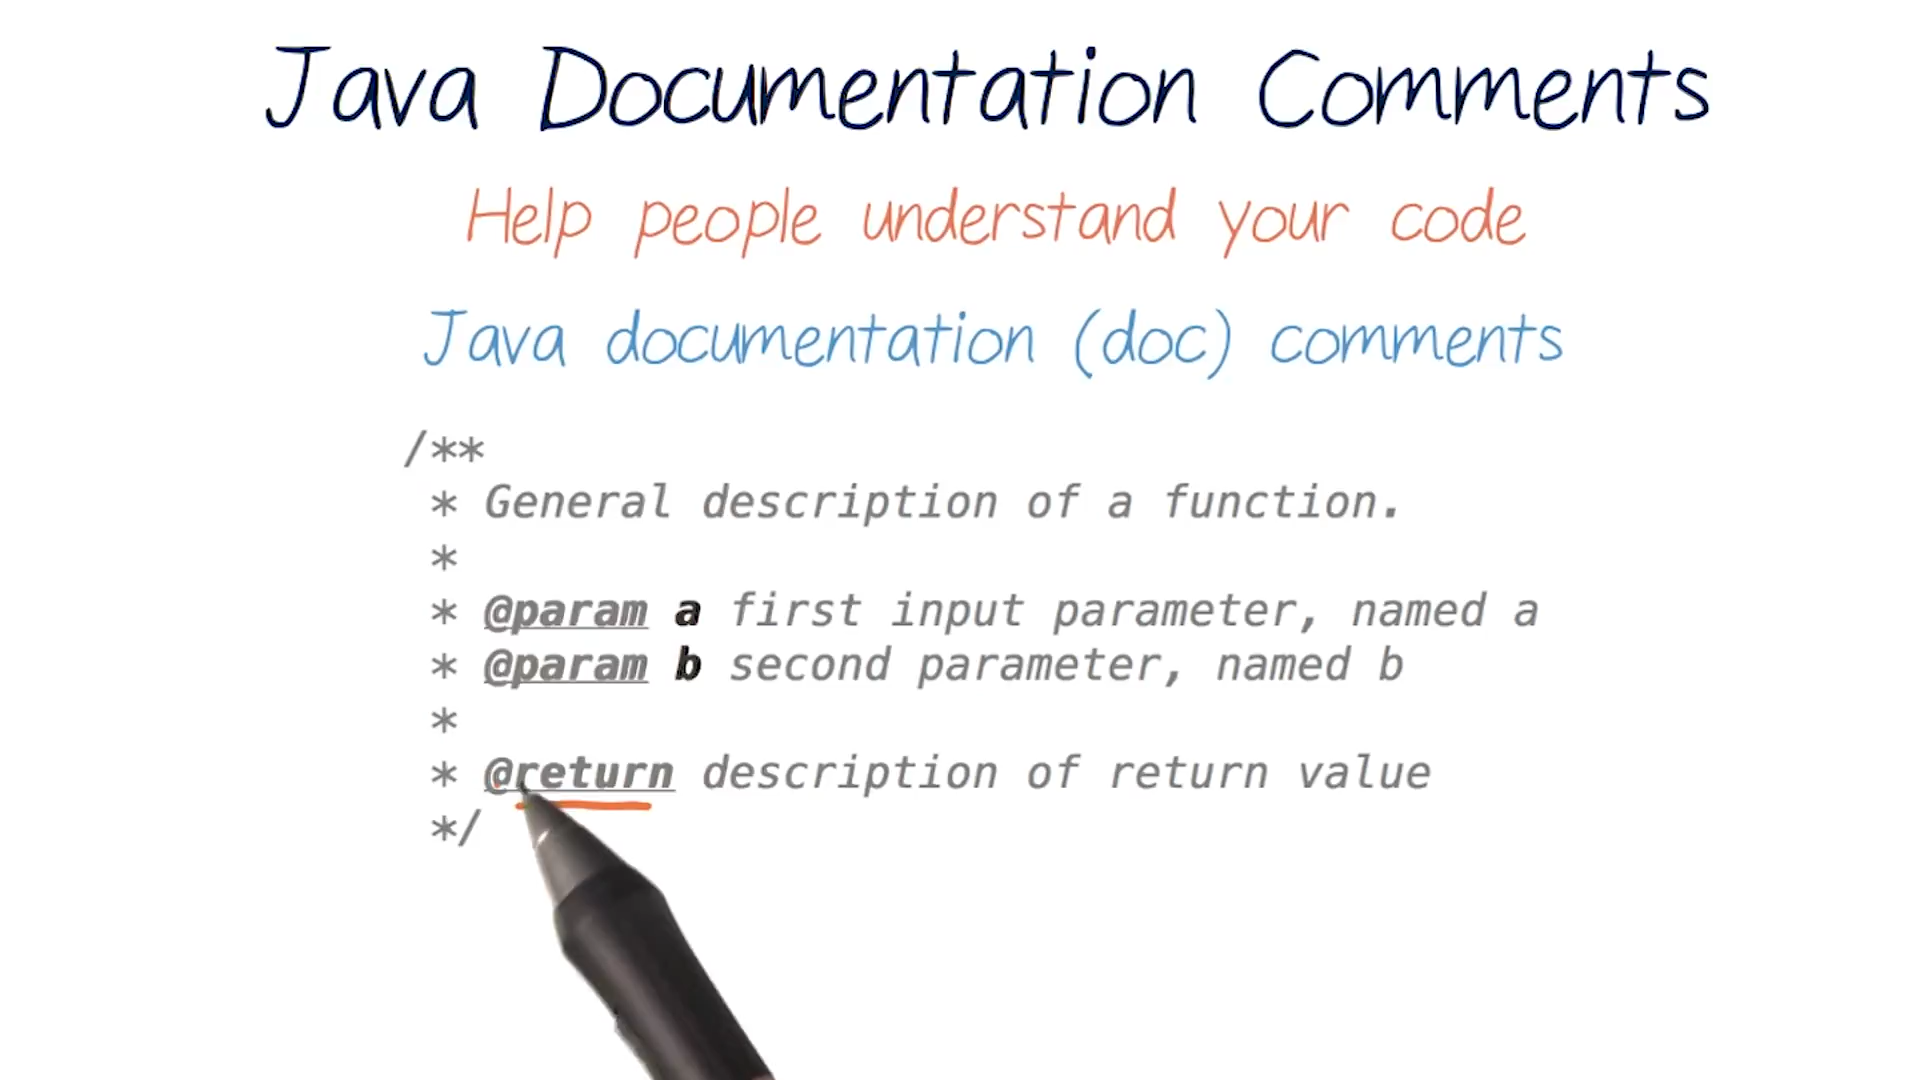 Java Documentation Comments
Help people understand your code
Java documentation (doc) comments
/**
* General description of a function.
*
* @param a first input parameter, named a
* @param b second parameter, named b
*
* @return description of return value
*/